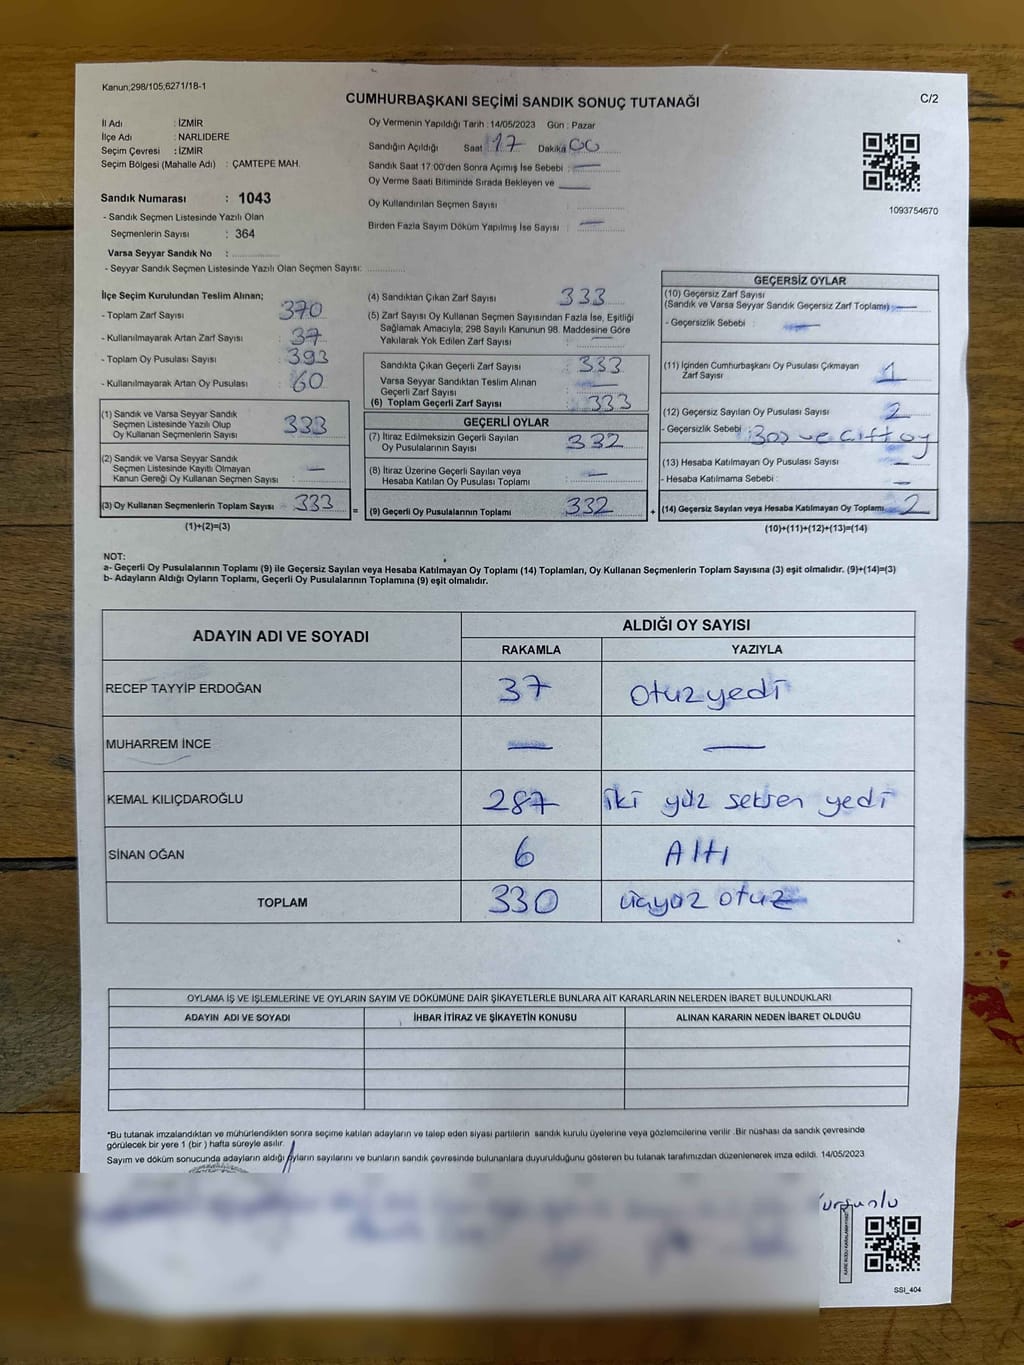 Kanun;298/105;6271/18-1
CUMHURBAŞKANI SEÇİMİ SANDIK SONUÇ TUTANAĞI
C/2
İl Adı : İZMİR
İlçe Adı : NARLIDERE
Seçim Çevresi : İZMİR
Seçim Bölgesi (Mahalle Adı) : ÇAMTEPE MAH.
Sandık Numarası : 1043
- Sandık Seçmen Listesinde Yazılı Olan
Seçmenlerin Sayısı : 364
Varsa Seyyar Sandık No :
- Seyyar Sandık Seçmen Listesinde Yazılı Olan Seçmen Sayısı:
Oy Vermenin Yapıldığı Tarih :14/05/2023 Gün : Pazar
Sandığın Açıldığı Saat 17 Dakika 00
Sandık Saat 17:00'den Sonra Açımış İse Sebebi : —
Oy Verme Saati Bitiminde Sırada Bekleyen ve
Oy Kullandırılan Seçmen Sayısı : —
Birden Fazla Sayım Döküm Yapılmış İse Sayısı : —
1093754670
İlçe Seçim Kurulundan Teslim Alınan;
- Toplam Zarf Sayısı : 370
- Kullanılmayarak Artan Zarf Sayısı : 37
- Toplam Oy Pusulası Sayısı : 393
- Kullanılmayarak Artan Oy Pusulası : 60
(1) Sandık ve Varsa Seyyar Sandık
Seçmen Listesinde Yazılı Olup
Oy Kullanan Seçmenlerin Sayısı : 333
(2) Sandık ve Varsa Seyyar Sandık
Seçmen Listesinde Kayıtlı Olmayan
Kanun Gereği Oy Kullanan Seçmen Sayısı : —
(3) Oy Kullanan Seçmenlerin Toplam Sayısı : 333 =
(1)+(2)=(3)
(4) Sandıktan Çıkan Zarf Sayısı : 333
(5) Zarf Sayısı Oy Kullanan Seçmen Sayısından Fazla İse, Eşitliği
Sağlamak Amacıyla; 298 Sayılı Kanunun 98. Maddesine Göre
Yakılarak Yok Edilen Zarf Sayısı : —
Sandıkta Çıkan Geçerli Zarf Sayısı : 333
Varsa Seyyar Sandıktan Teslim Alınan
Geçerli Zarf Sayısı : —
(6) Toplam Geçerli Zarf Sayısı : 333
GEÇERLİ OYLAR
(7) İtiraz Edilmeksizin Geçerli Sayılan
Oy Pusulasının Sayısı : 332
(8) İtiraz Üzerine Geçerli Sayılan veya
Hesaba Katılan Oy Pusulası Toplamı : —
(9) Geçerli Oy Pusulalarının Toplamı : 332 +
GEÇERSİZ OYLAR
(10) Geçersiz Zarf Sayısı
(Sandık ve Varsa Seyyar Sandık Geçersiz Zarf Toplamı) : —
- Geçersizlik Sebebi : —
(11) İçinden Cumhurbaşkanı Oy Pusulası Çıkmayan
Zarf Sayısı : 1
(12) Geçersiz Sayılan Oy Pusulası Sayısı : 2
- Geçersizlik Sebebi : Boş ve Çift oy
(13) Hesaba Katılmayan Oy Pusulası Sayısı : —
- Hesaba Katılmama Sebebi : —
(14) Geçersiz Sayılan veya Hesaba Katılmayan Oy Toplamı : 2
(10)+(11)+(12)+(13)=(14)
NOT:
a- Geçerli Oy Pusulalarının Toplamı (9) ile Geçersiz Sayılan veya Hesaba Katılmayan Oy Toplamı (14) Toplamları, Oy Kullanan Seçmenlerin Toplam Sayısına (3) eşit olmalıdır. (9)+(14)=(3)
b- Adayların Aldığı Oyların Toplamı, Geçerli Oy Pusulalarının Toplamına (9) eşit olmalıdır.
ADAYIN ADI VE SOYADI ALDIĞI OY SAYISI
RAKAMLA YAZIYLA
RECEP TAYYİP ERDOĞAN 37 otuzyedi
MUHARREM İNCE — —
KEMAL KILIÇDAROĞLU 287 iki yüz seksen yedi
SİNAN OĞAN 6 Altı
TOPLAM 330 üçyüz otuz
OYLAMA İŞ VE İŞLEMLERİNE VE OYLARIN SAYIM VE DÖKÜMÜNE DAİR ŞİKAYETLERLE BUNLARA AİT KARARLARIN NELERDEN İBARET BULUNDUKLARI
ADAYIN ADI VE SOYADI İHBAR İTİRAZ VE ŞİKAYETİN KONUSU ALINAN KARARIN NEDEN İBARET OLDUĞU
*Bu tutanak imzalandıktan ve mühürlendikten sonra seçime katılan adayların ve talep eden siyasi partilerin sandık kurulu üyelerine veya gözlemcilerine verilir .Bir nüshası da sandık çevresinde
görülecek bir yere 1 (bir ) hafta süreyle asılır.
Sayım ve döküm sonucunda adayların aldığı oyların sayılarını ve bunların sandık çevresinde bulunanlara duyurulduğunu gösteren bu tutanak tarafımızdan düzenlenerek imza edildi. 14/05/2023
SSI_404